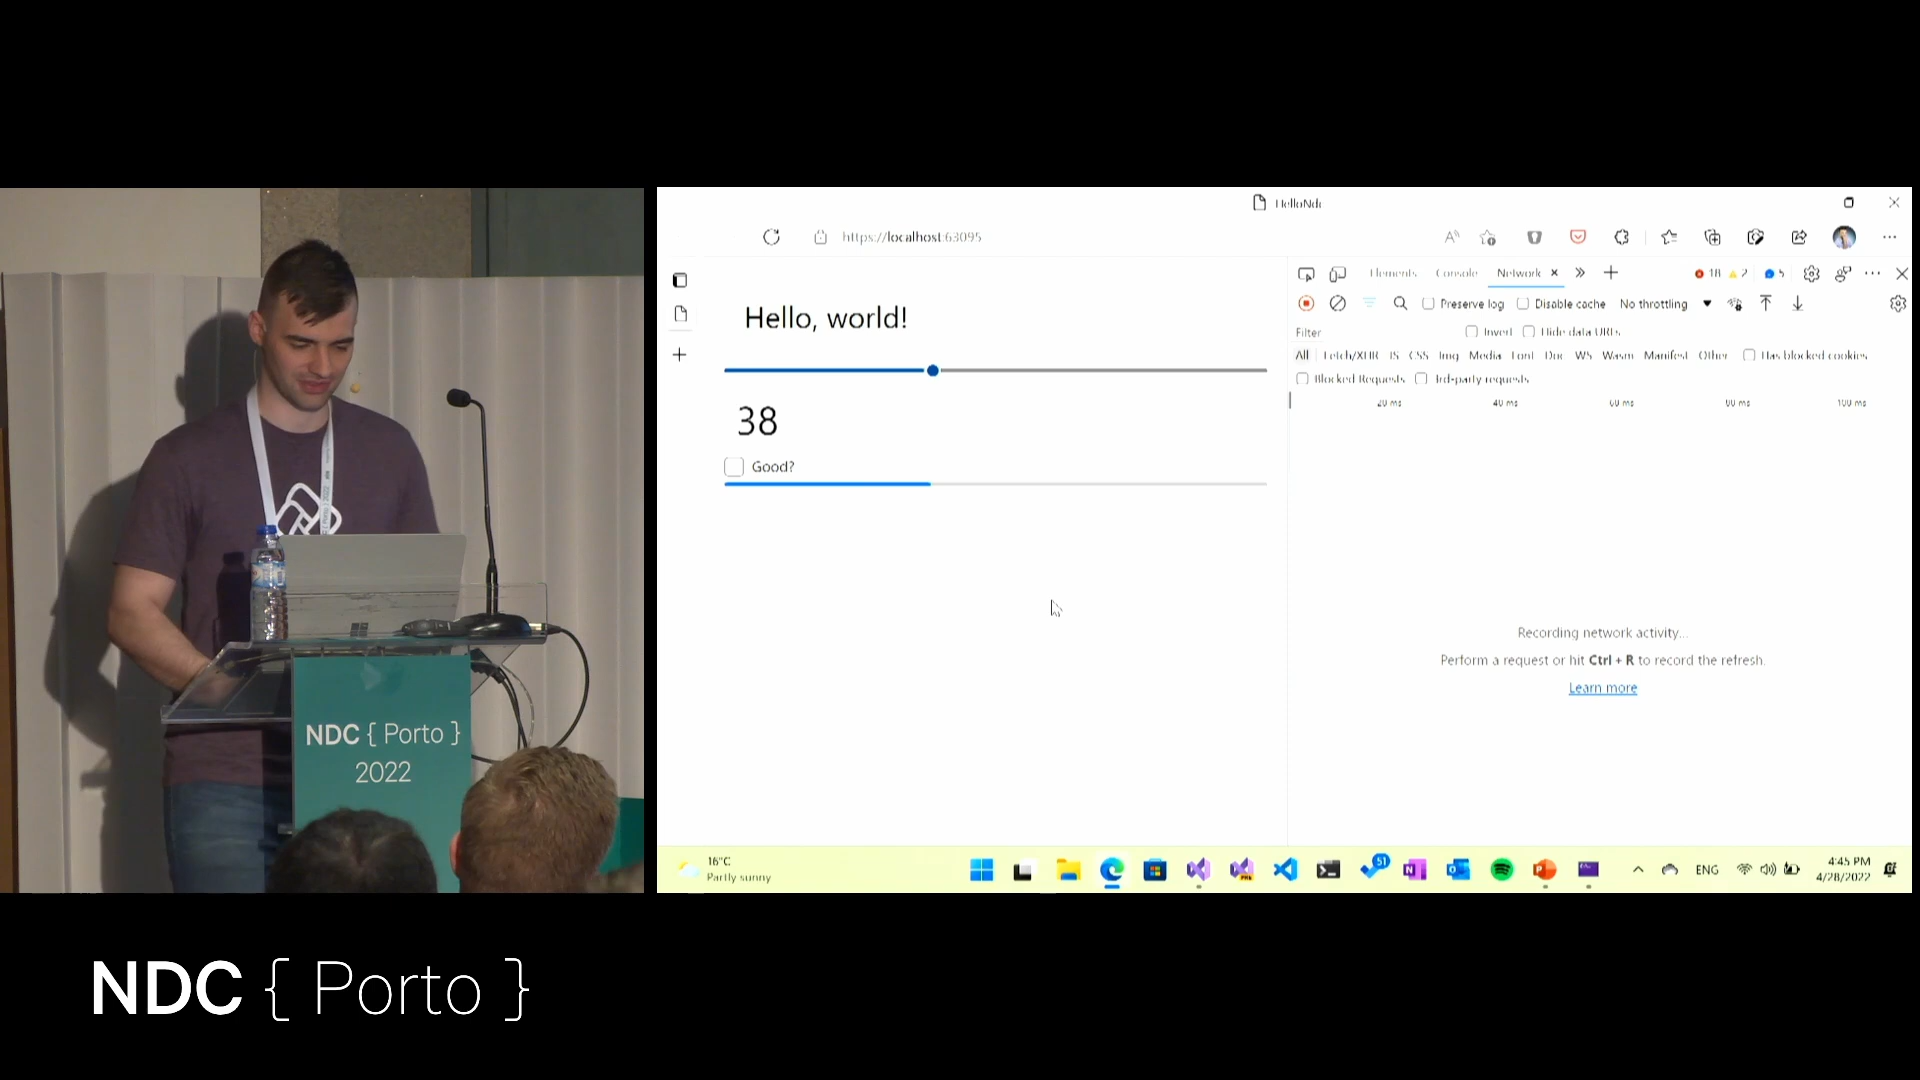 HelloNdc
https://localhost:63095
Elements Console Network 18 2 5
Preserve log Disable cache No throttling
Hello, world!
Filter Invert Hide data URLs
All Fetch/XHR JS CSS Img Media Font Doc WS Wasm Manifest Other Has blocked cookies
Blocked Requests 3rd-party requests
20 ms 40 ms 60 ms 80 ms 100 ms
38
Good?
Recording network activity...
Perform a request or hit Ctrl + R to record the refresh.
Learn more
NDC { Porto }
2022
16°C
Partly sunny
51
ENG
4:45 PM
4/28/2022
NDC { Porto }